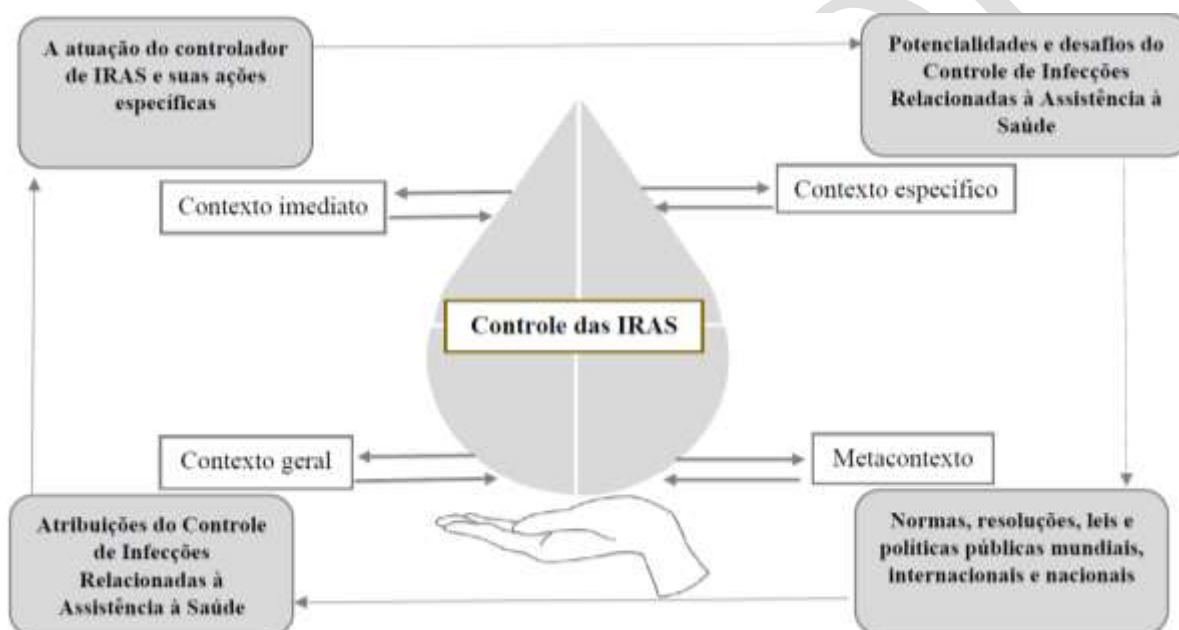 A atuação do controlador
de IRAS e suas ações
específicas
Potencialidades e desafios do
Controle de Infecções
Relacionadas à Assistência à
Saúde
Contexto imediato
Contexto específico
Controle das IRAS
Contexto geral
Metacontexto
Atribuições do Controle
de Infecções
Relacionadas à
Assistência à Saúde
Normas, resoluções, leis e
políticas públicas mundiais,
internacionais e nacionais